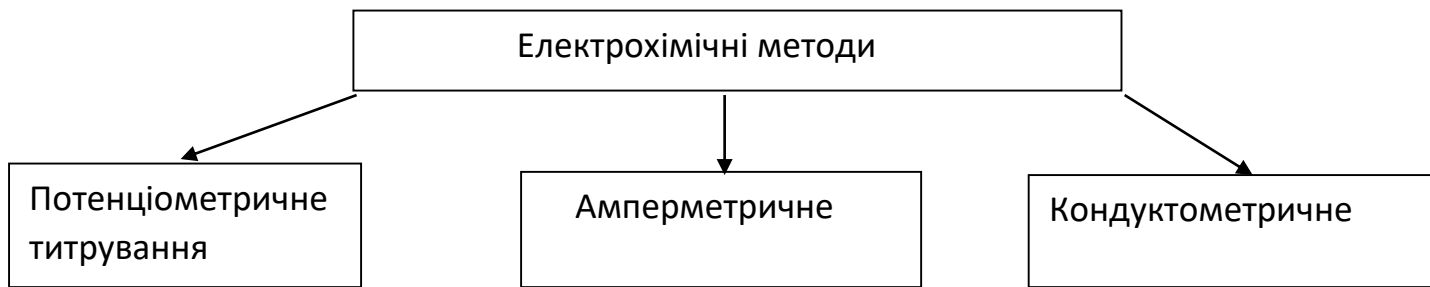 Електрохімічні методи
Потенціометричне
титрування
Амперметричне
Кондуктометричне